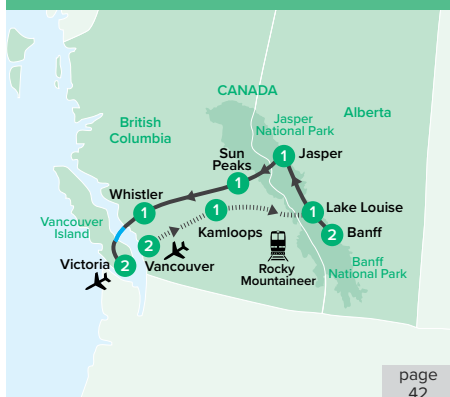 CANADA
British
Columbia
Alberta
Jasper
National Park
Sun
Peaks
1
1
Jasper
Whistler
1
1
Kamloops
1
Lake Louise
Vancouver
Island
2
Vancouver
2
Banff
Victoria
2
Rocky
Mountaineer
Banff
National Park
page
42